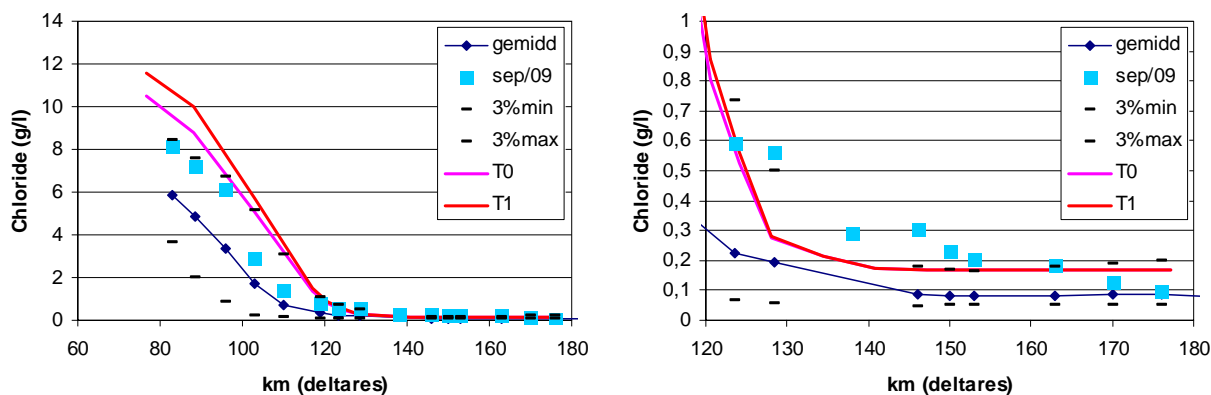 14
12
10
8
6
4
2
0
Chloride (g/l)
60 80 100 120 140 160 180
km (deltares)
gemidd
sep/09
3%min
3%max
T0
T1
1
0,9
0,8
0,7
0,6
0,5
0,4
0,3
0,2
0,1
0
Chloride (g/l)
120 130 140 150 160 170 180
km (deltares)
gemidd
sep/09
3%min
3%max
T0
T1